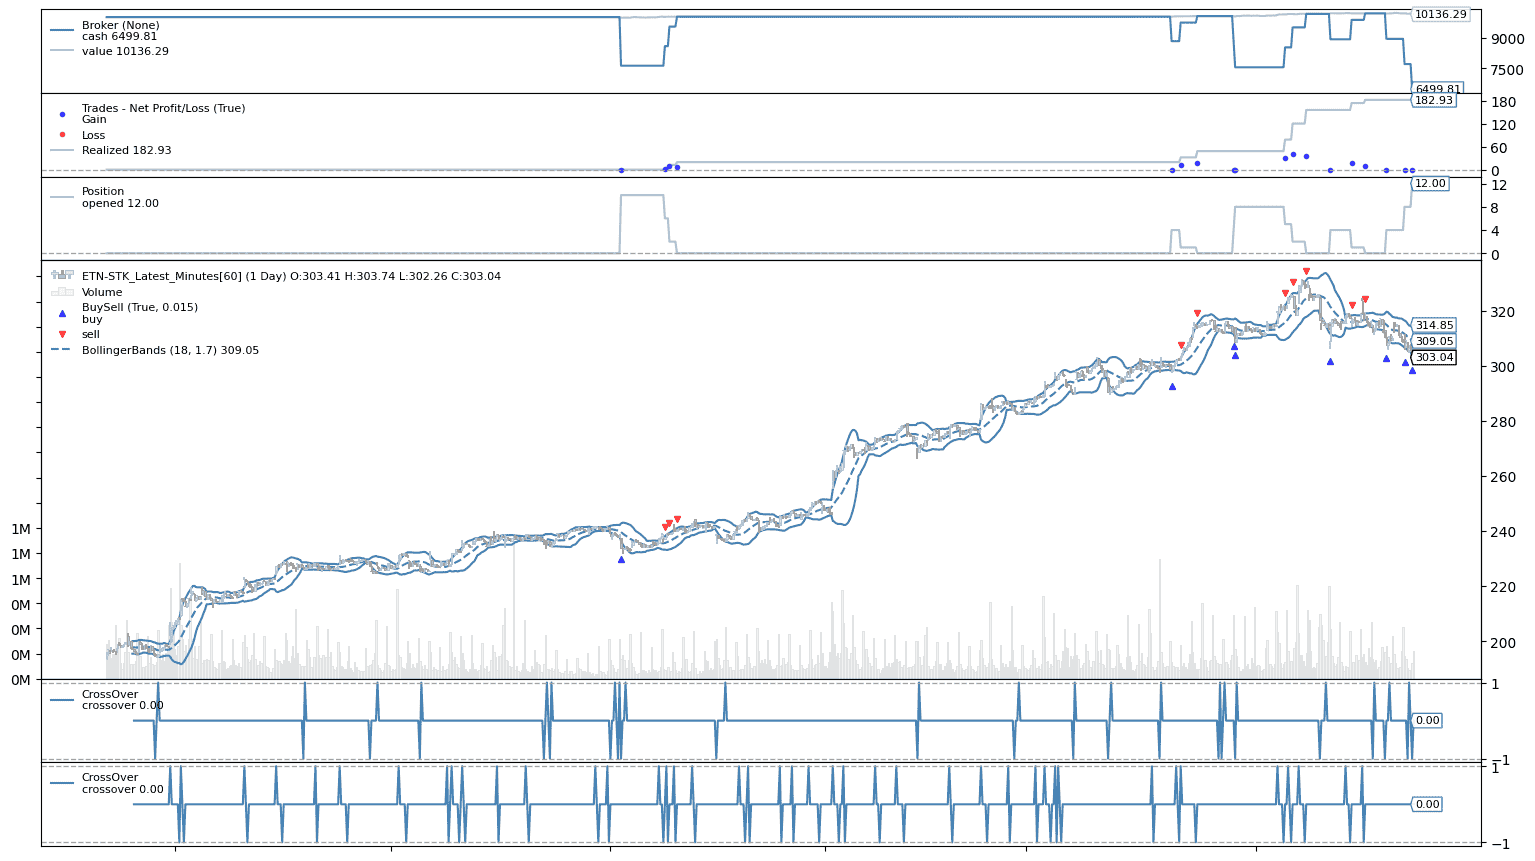 Broker (None)
cash 6499.81
value 10136.29
10136.29
9000
7500
6499.81
Trades - Net Profit/Loss (True)
Gain
Loss
Realized 182.93
182.93
180
120
60
0
Position
opened 12.00
12.00
12
8
4
0
ETN-STK_Latest_Minutes[60] (1 Day) O:303.41 H:303.74 L:302.26 C:303.04
Volume
BuySell (True, 0.015)
buy
sell
BollingerBands (18, 1.7) 309.05
320
314.85
309.05
303.04
300
280
260
240
220
200
1M
1M
1M
0M
0M
0M
0M
CrossOver
crossover 0.00
1
0.00
−1
CrossOver
crossover 0.00
1
0.00
−1